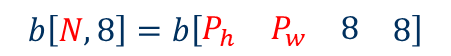 b[N, 8] = b[P_h P_w 8 8]